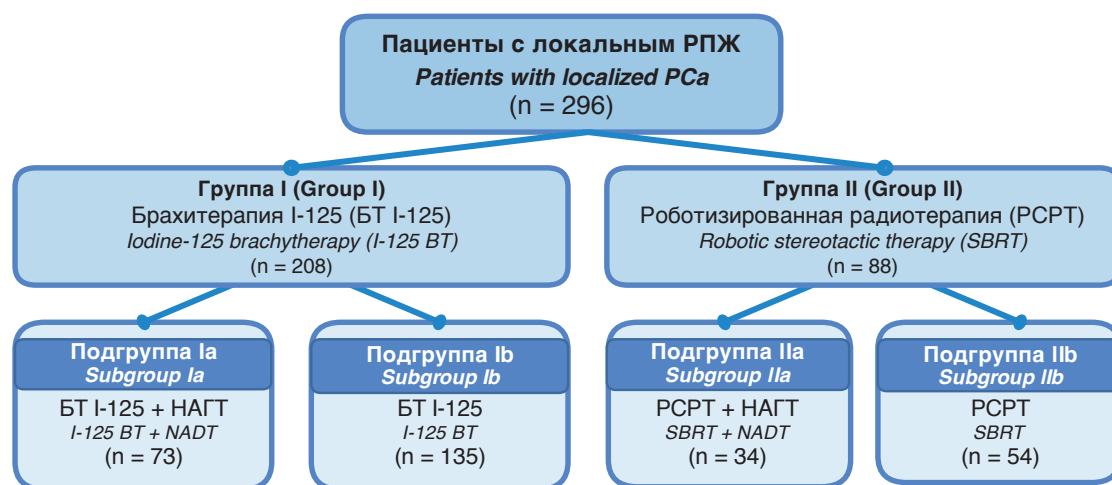 Пациенты с локальным РПЖ
Patients with localized PCa
(n = 296)
Группа I (Group I)
Брахитерапия I-125 (БТ I-125)
Iodine-125 brachytherapy (I-125 BT)
(n = 208)
Группа II (Group II)
Роботизированная радиотерапия (РСРТ)
Robotic stereotactic therapy (SBRT)
(n = 88)
Подгруппа Ia
Subgroup Ia
БТ I-125 + НАГТ
I-125 BT + NADT
(n = 73)
Подгруппа Ib
Subgroup Ib
БТ I-125
I-125 BT
(n = 135)
Подгруппа IIa
Subgroup IIa
РСРТ + НАГТ
SBRT + NADT
(n = 34)
Подгруппа IIb
Subgroup IIb
РСРТ
SBRT
(n = 54)